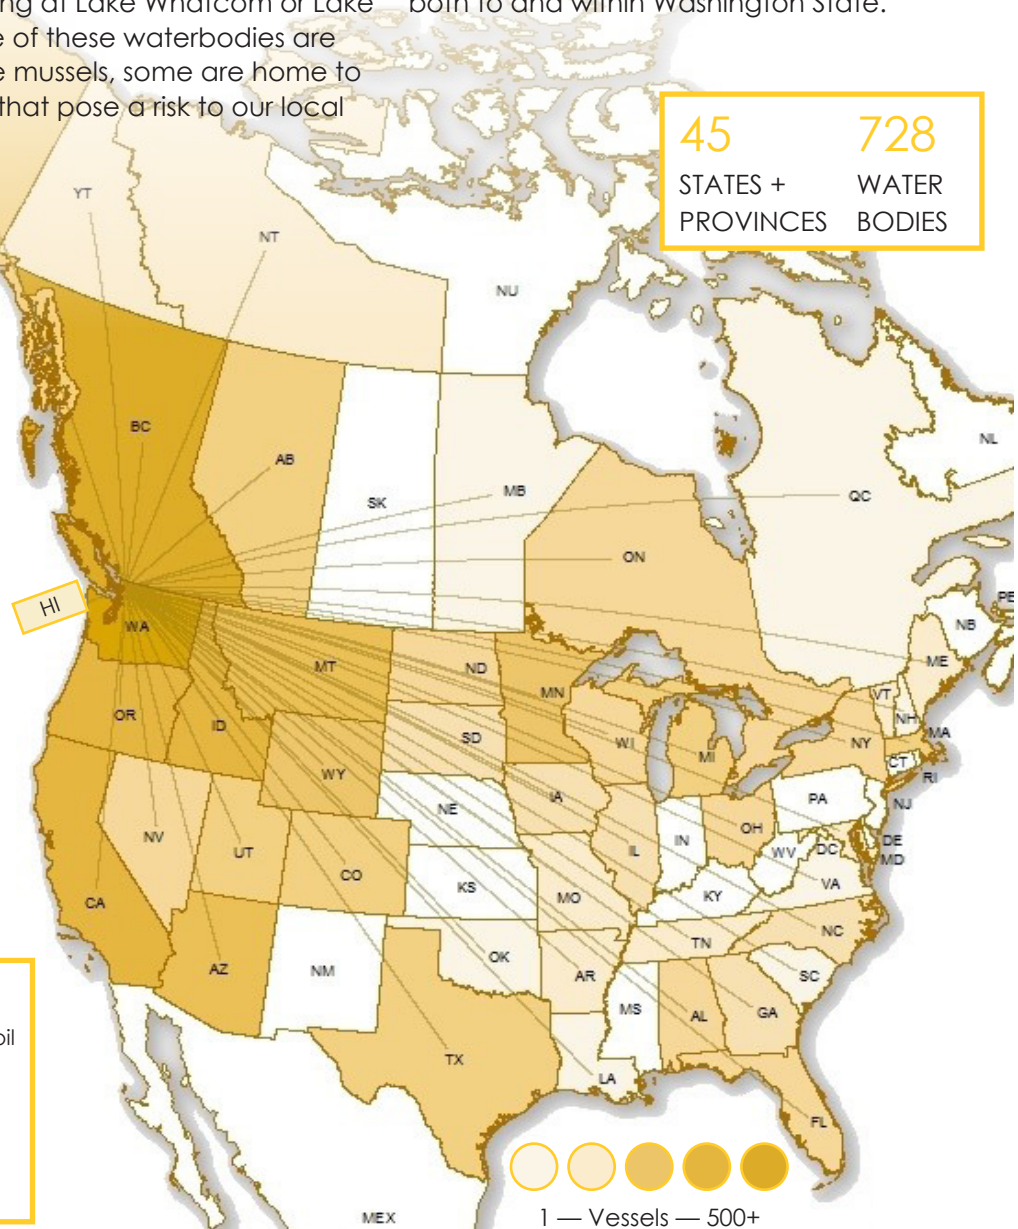 ng at Lake Whatcom or Lake
e of these waterbodies are
e mussels, some are home to
that pose a risk to our local
both to and within Washington State.
45
STATES +
PROVINCES
728
WATER
BODIES
YT
NT
NU
BC
AB
SK
MB
ON
QC
NL
PE
NB
HI
WA
MT
ND
MN
ME
VT
NH
MA
OR
ID
SD
WI
MI
NY
CT
RI
WY
NE
IA
PA
NJ
NV
UT
CO
KS
IL
IN
OH
WV
DC
DE
MD
VA
CA
MO
KY
AZ
NM
OK
AR
TN
NC
SC
MS
AL
GA
TX
LA
FL
oil
MEX
1 — Vessels — 500+